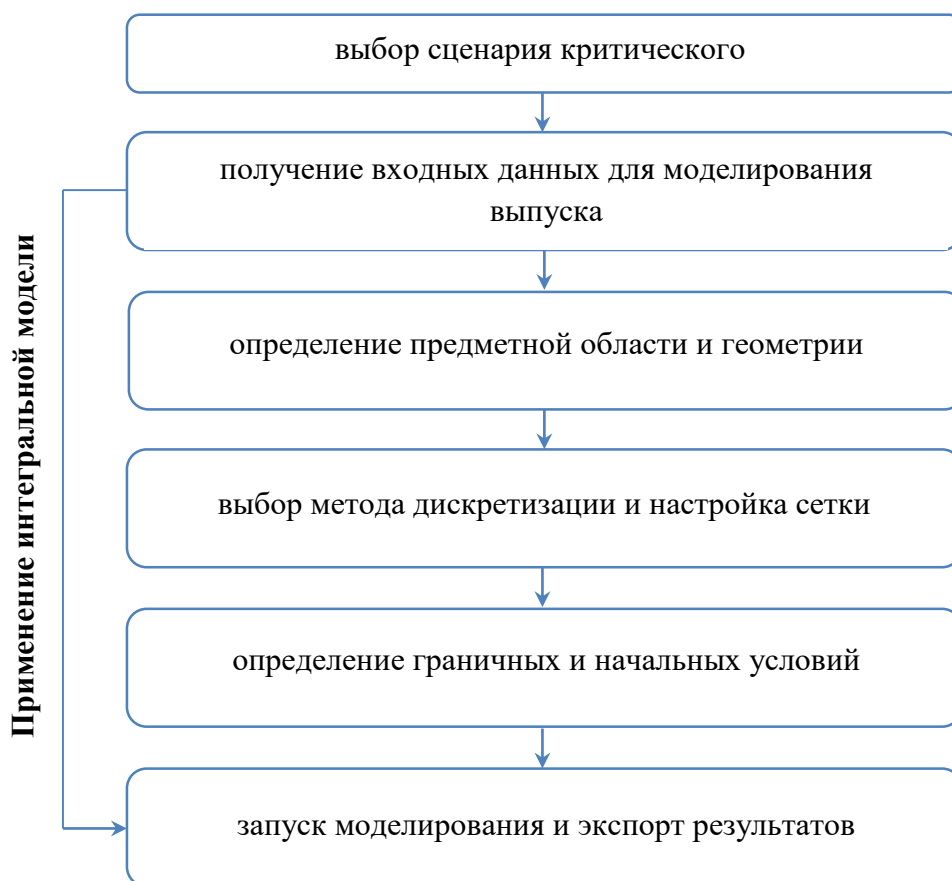 выбор сценария критического
получение входных данных для моделирования
выпуска
определение предметной области и геометрии
выбор метода дискретизации и настройка сетки
определение граничных и начальных условий
запуск моделирования и экспорт результатов
Применение интегральной модели